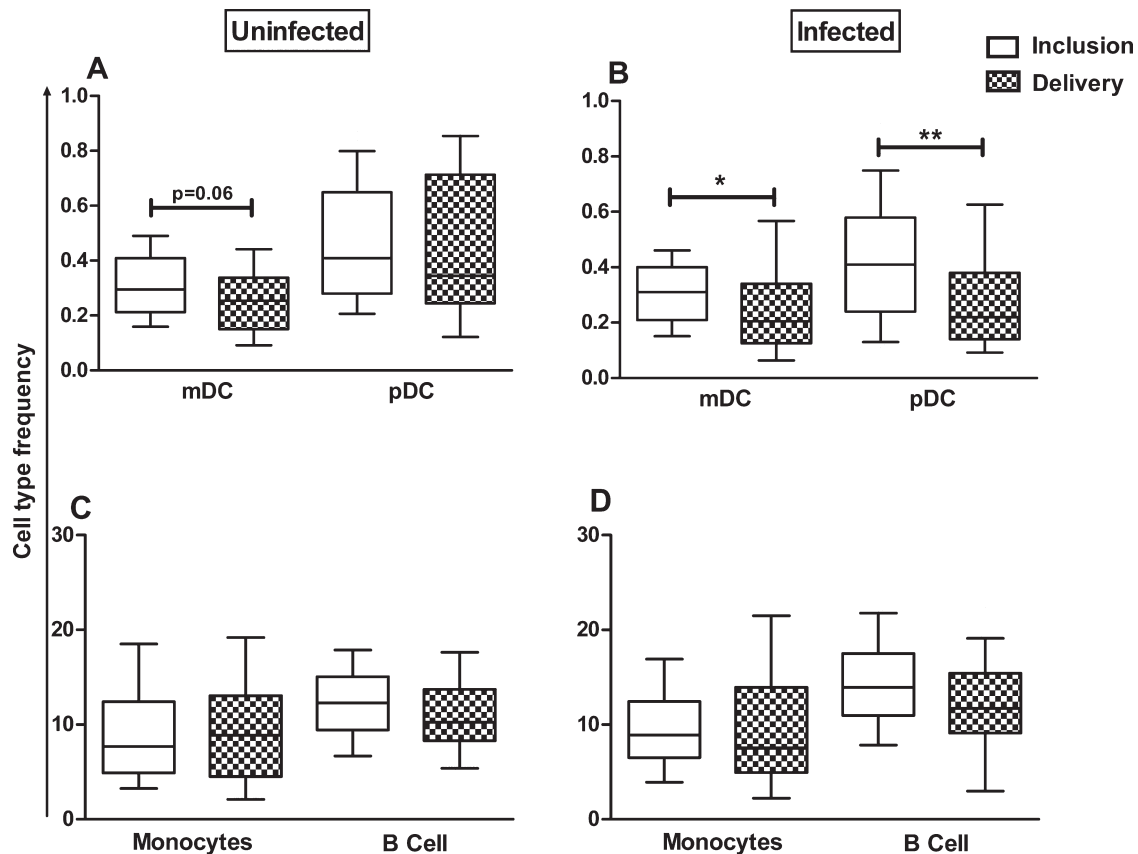 Uninfected
Infected
Inclusion
Delivery
A
B
1.0
0.8
0.6
0.4
0.2
0.0
p=0.06
mDC
pDC
1.0
0.8
0.6
0.4
0.2
0.0
*
**
mDC
pDC
Cell type frequency
C
D
30
20
10
0
Monocytes
B Cell
30
20
10
0
Monocytes
B Cell